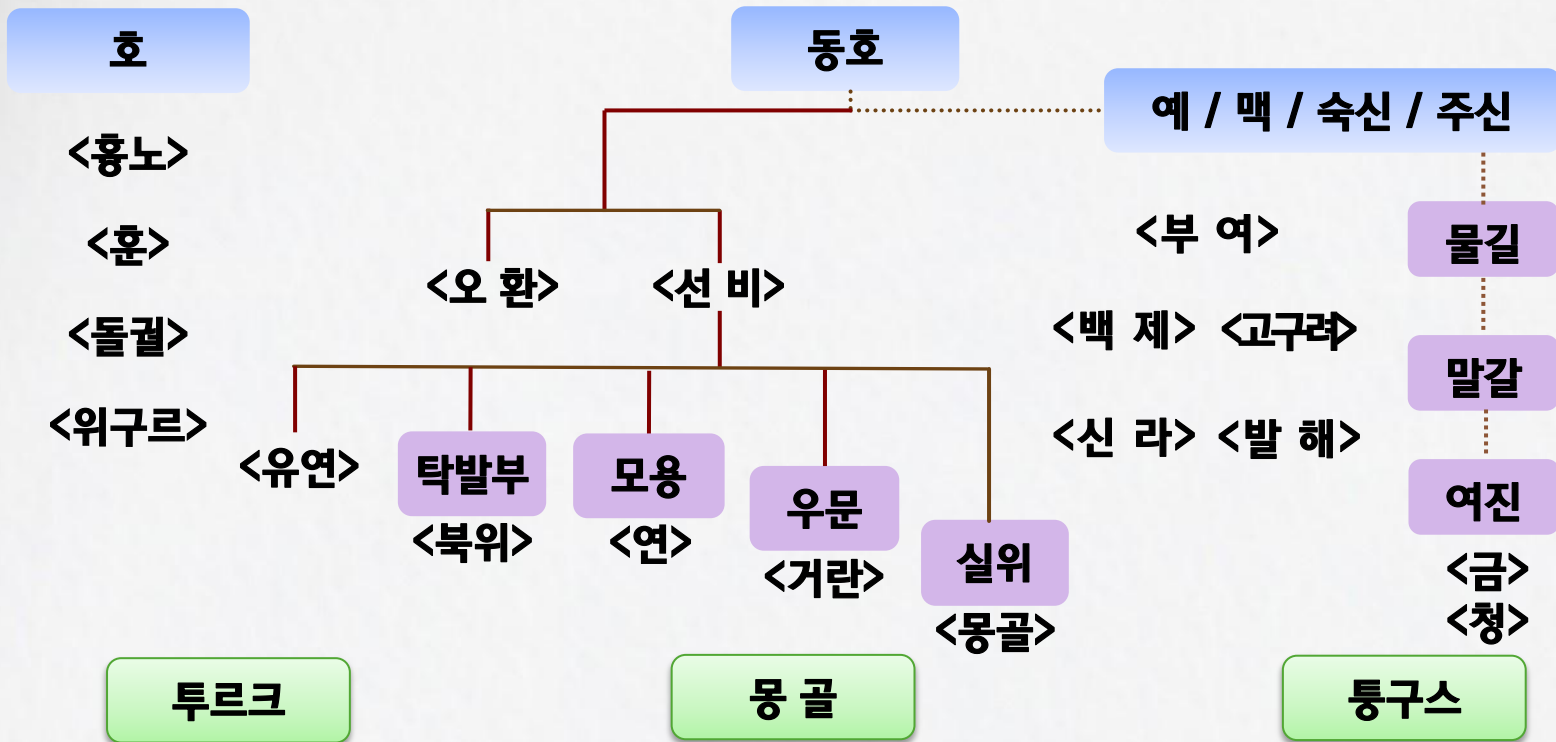 호
<흉노>
<훈>
<돌궐>
<위구르>
투르크
동호
<오 환>
<선 비>
<유연>
탁발부
<북위>
모용
<연>
우문
<거란>
실위
<몽골>
몽 골
예 / 맥 / 숙신 / 주신
<부 여>
<백 제> <고구려>
<신 라> <발 해>
물길
말갈
여진
<금>
<청>
퉁구스